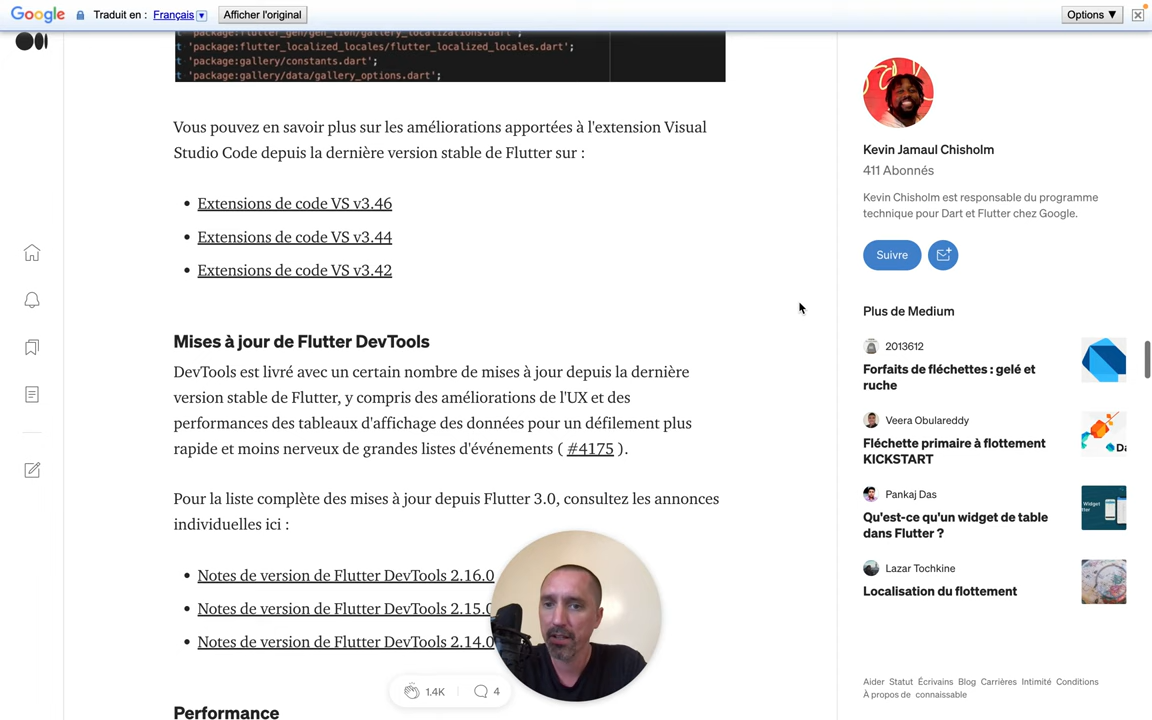 Google Traduit en : Français ▼ Afficher l'original Options ▼
t 'package:flutter_gen/gen_l10n/gallery_localizations.dart';
t 'package:flutter_localized_locales/flutter_localized_locales.dart';
t 'package:gallery/constants.dart';
t 'package:gallery/data/gallery_options.dart';
Vous pouvez en savoir plus sur les améliorations apportées à l'extension Visual
Studio Code depuis la dernière version stable de Flutter sur :
• Extensions de code VS v3.46
• Extensions de code VS v3.44
• Extensions de code VS v3.42
Mises à jour de Flutter DevTools
DevTools est livré avec un certain nombre de mises à jour depuis la dernière
version stable de Flutter, y compris des améliorations de l'UX et des
performances des tableaux d'affichage des données pour un défilement plus
rapide et moins nerveux de grandes listes d'événements ( #4175 ).
Pour la liste complète des mises à jour depuis Flutter 3.0, consultez les annonces
individuelles ici :
• Notes de version de Flutter DevTools 2.16.0
• Notes de version de Flutter DevTools 2.15.0
• Notes de version de Flutter DevTools 2.14.0
1.4K 4
Performance
Kevin Jamaul Chisholm
411 Abonnés
Kevin Chisholm est responsable du programme
technique pour Dart et Flutter chez Google.
Suivre
Plus de Medium
2013612
Forfaits de fléchettes : gelé et
ruche
Veera Obulareddy
Fléchette primaire à flottement
KICKSTART
Pankaj Das
Qu'est-ce qu'un widget de table
dans Flutter ?
Lazar Tochkine
Localisation du flottement
Aider Statut Écrivains Blog Carrières Intimité Conditions
À propos de connaissable